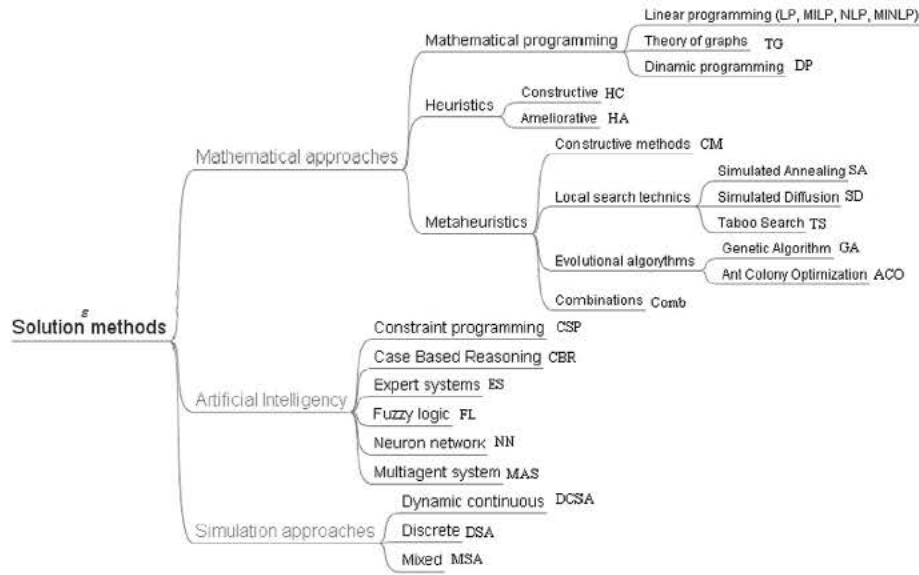 Linear programming (LP, MILP, NLP, MINLP)
Mathematical programming
Theory of graphs TG
Dinamic programming DP
Constructive HC
Heuristics
Ameliorative HA
Constructive methods CM
Mathematical approaches
Simulated Annealing SA
Local search technics
Simulated Diffusion SD
Metaheuristics
Taboo Search TS
Genetic Algorithm GA
Evolutional algorythms
Ant Colony Optirnization ACO
Combinations Comb
ε
Solution methods
Constraint programming CSP
Case Based Reasoning CBR
Expert systems ES
Artificial Intelligency
Fuzzy logic FL
Neuron network NN
Multiagent system MAS
Dynamic continuous DCSA
Simulation approaches
Discrete DSA
Mixed MSA